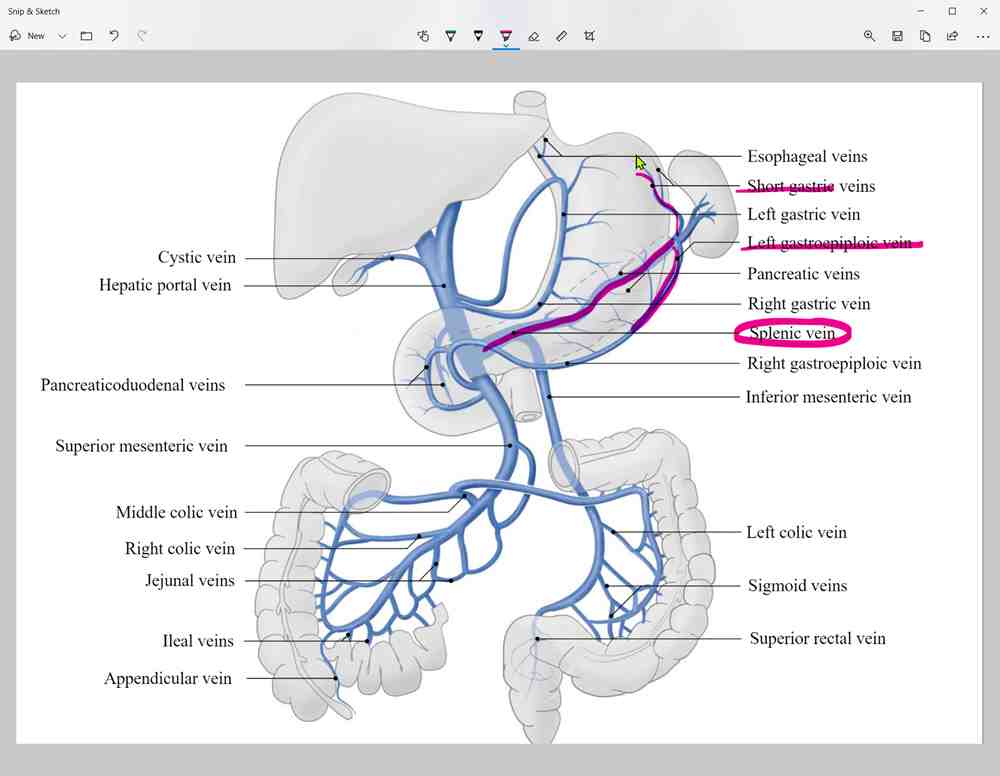 Snip & Sketch
New
Esophageal veins
Short gastric veins
Left gastric vein
Left gastroepiploic vein
Cystic vein
Pancreatic veins
Hepatic portal vein
Right gastric vein
Splenic vein
Right gastroepiploic vein
Pancreaticoduodenal veins
Inferior mesenteric vein
Superior mesenteric vein
Middle colic vein
Left colic vein
Right colic vein
Jejunal veins
Sigmoid veins
Ileal veins
Superior rectal vein
Appendicular vein